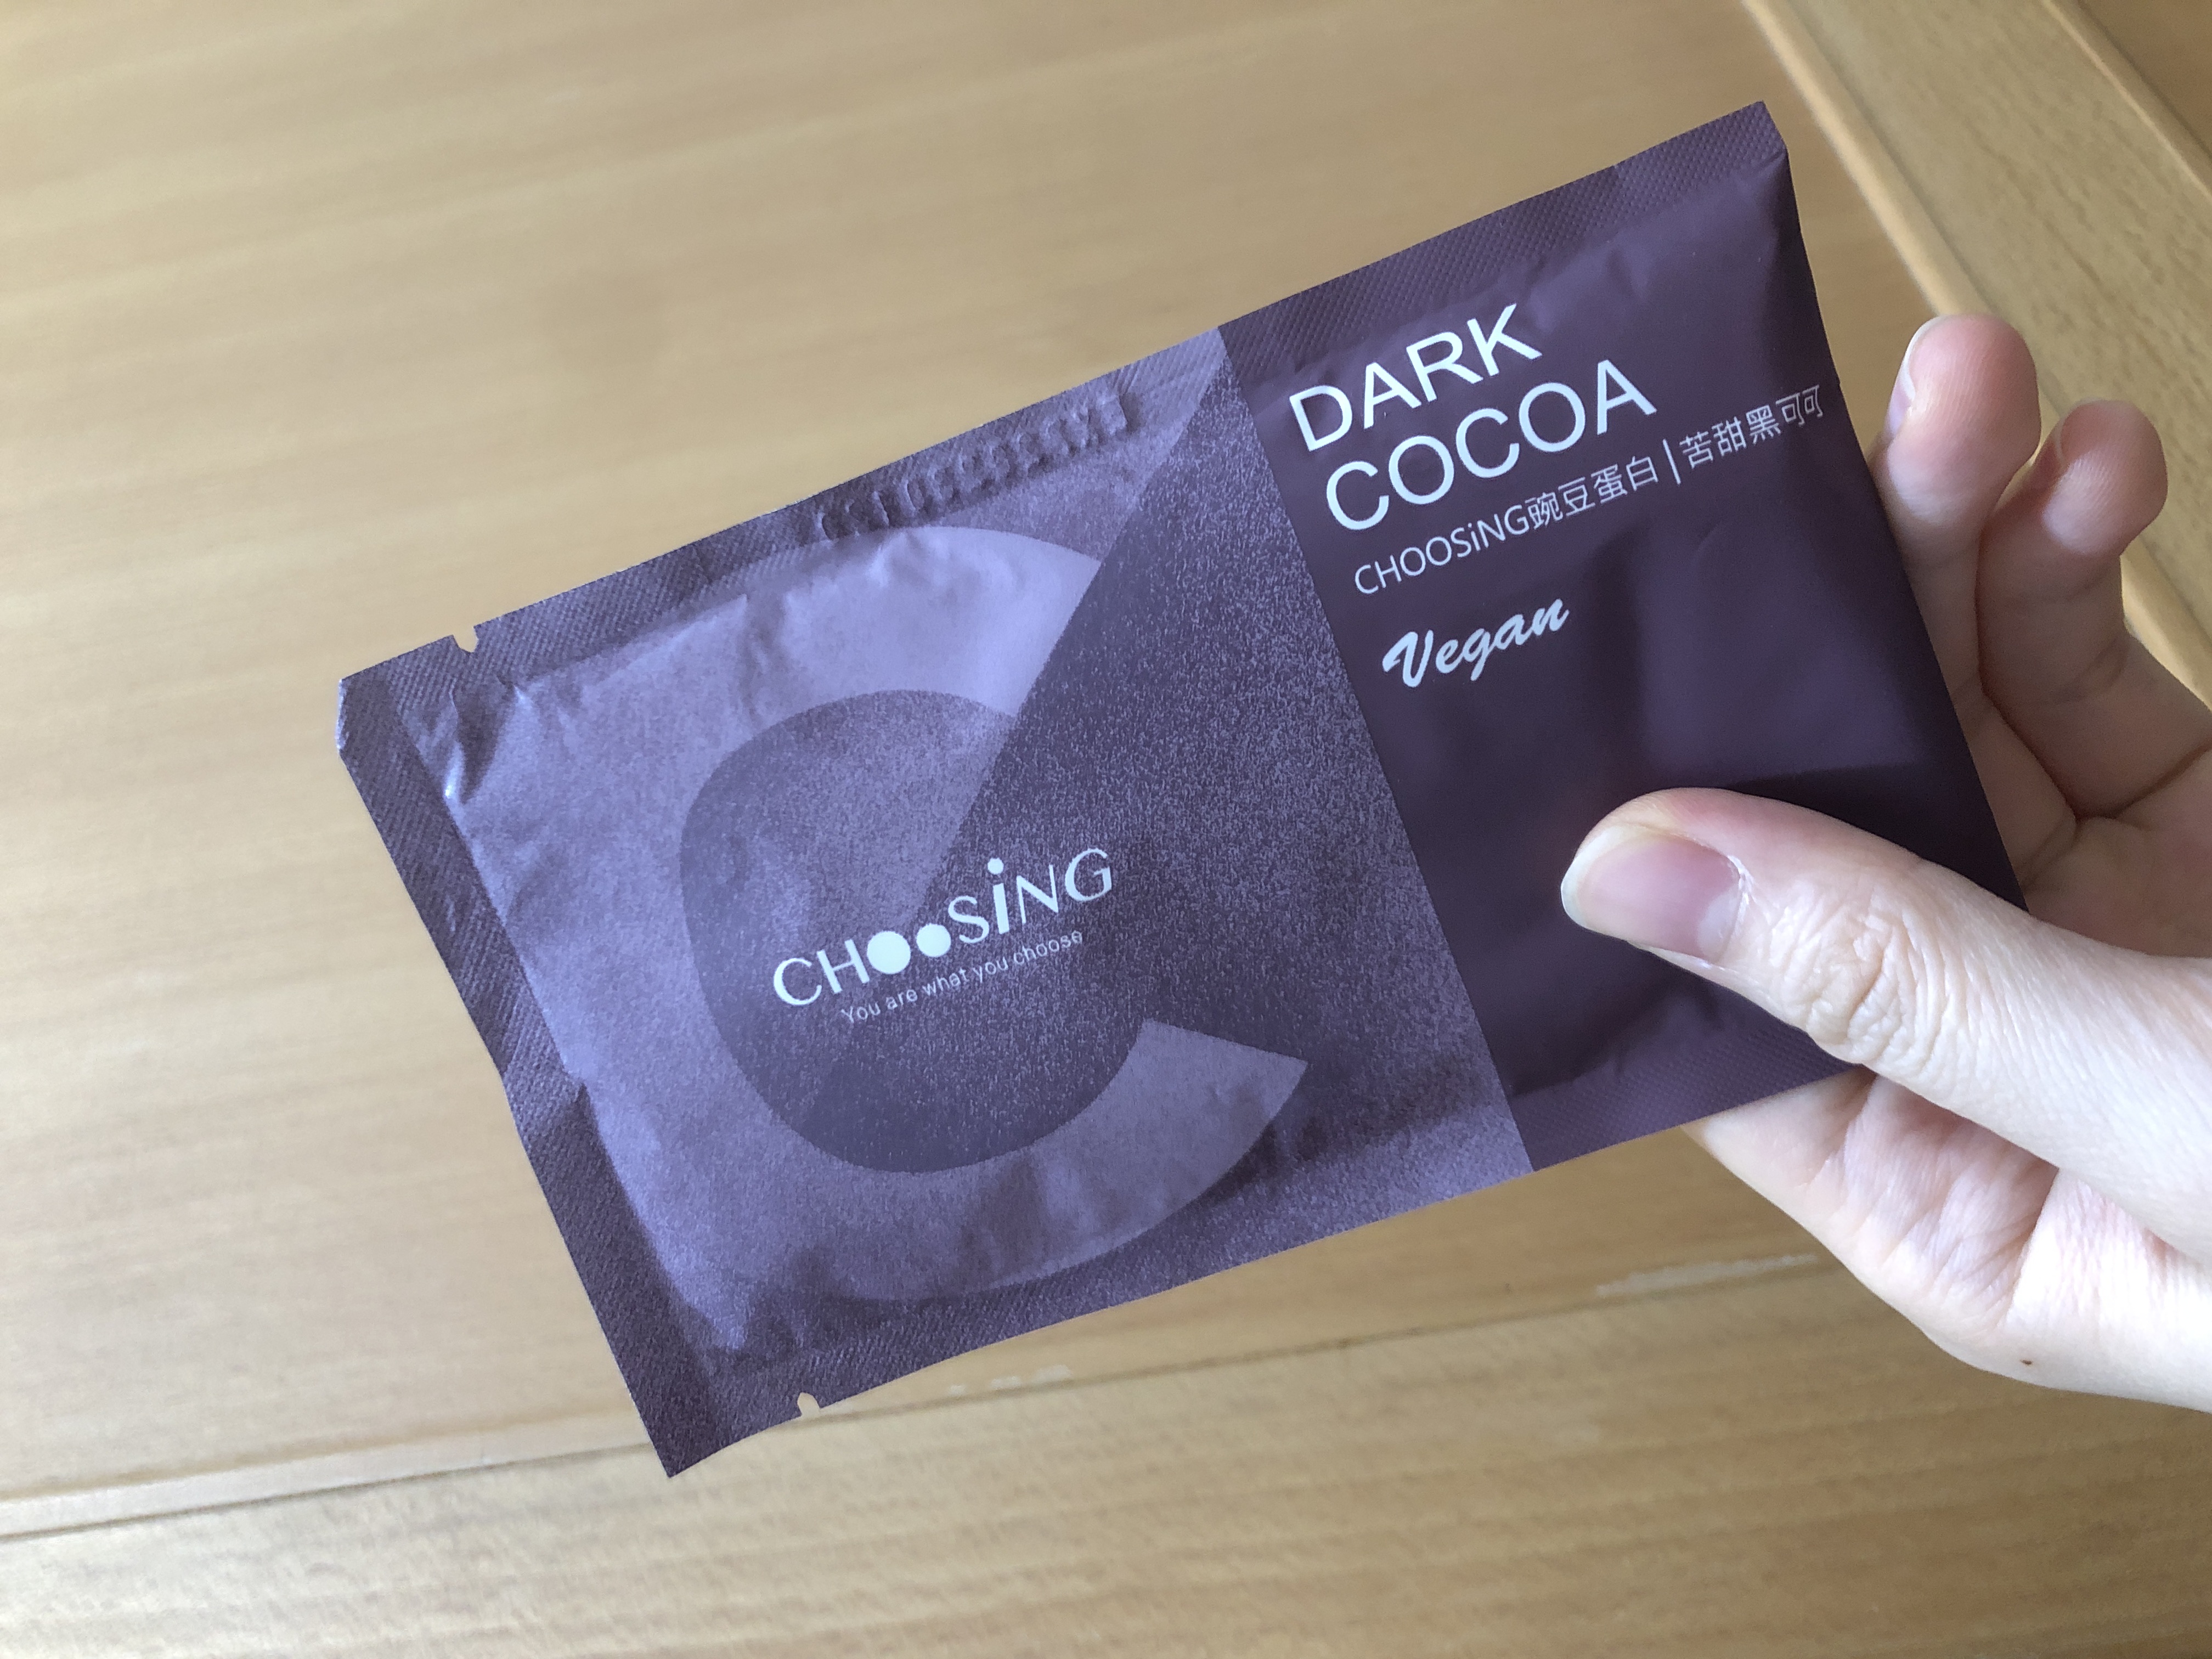 DARK
COCOA
CHOOSiNG豌豆蛋白|苦甜黑可可
Vegan
CHOOSiNG
You are what you choose